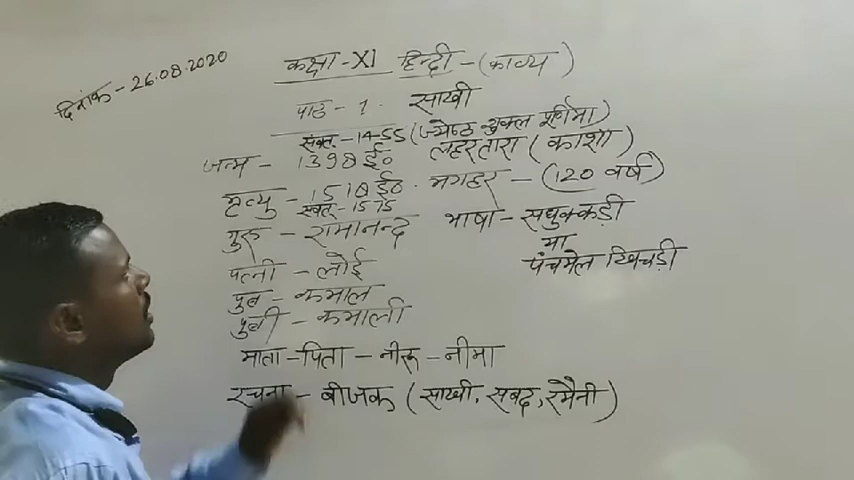 दिनांक - 26.08.2020
कक्षा - XI हिन्दी - (काव्य)
पाठ - 1. साखी
संवत् - 1455 (ज्येष्ठ शुक्ल पूर्णिमा)
जन्म - 1398 ई० लहरतारा (काशी)
मृत्यु - 1518 ई०. मगहर - (120 वर्ष)
संवत् - 1575
गुरू - रामानन्द भाषा - सधुक्कड़ी
या
पत्नी - लोई पंचमेल खिचड़ी
पुत्र - कमाल
पुत्री - कमाली
माता - पिता - नीरू - नीमा
रचना - बीजक (साखी, सबद, रमैनी)